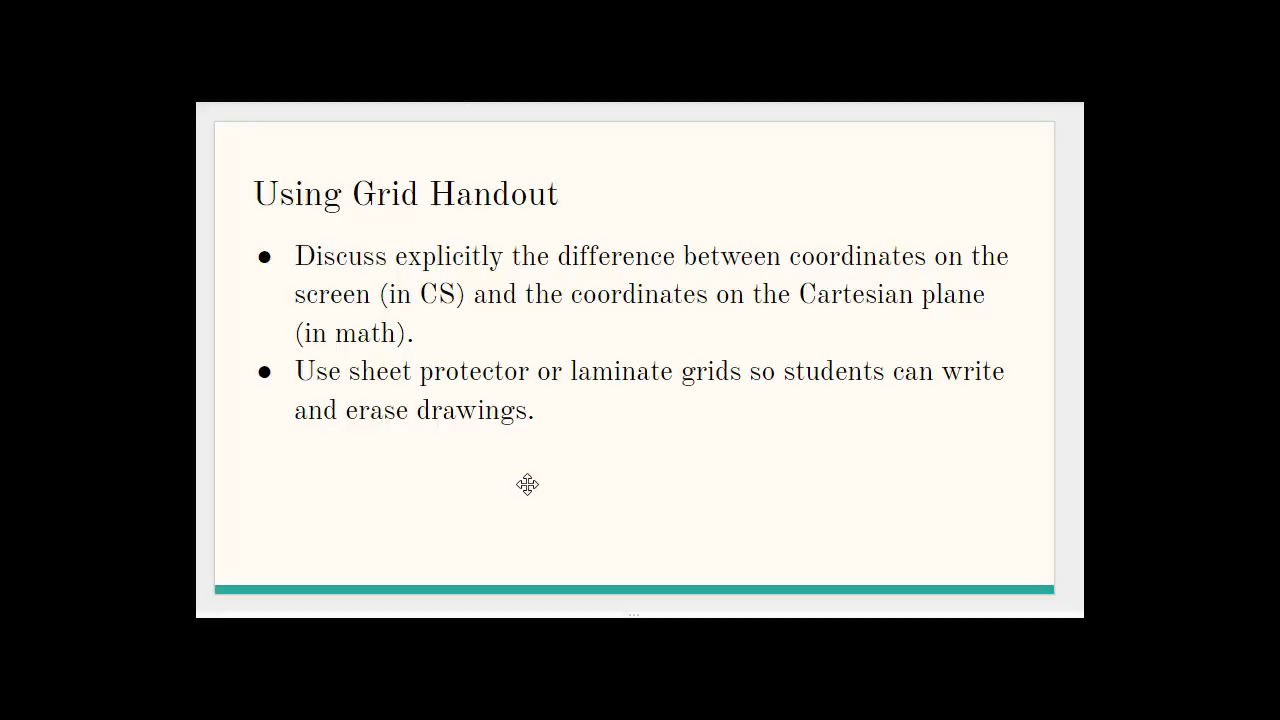 Using Grid Handout
● Discuss explicitly the difference between coordinates on the
screen (in CS) and the coordinates on the Cartesian plane
(in math).
● Use sheet protector or laminate grids so students can write
and erase drawings.